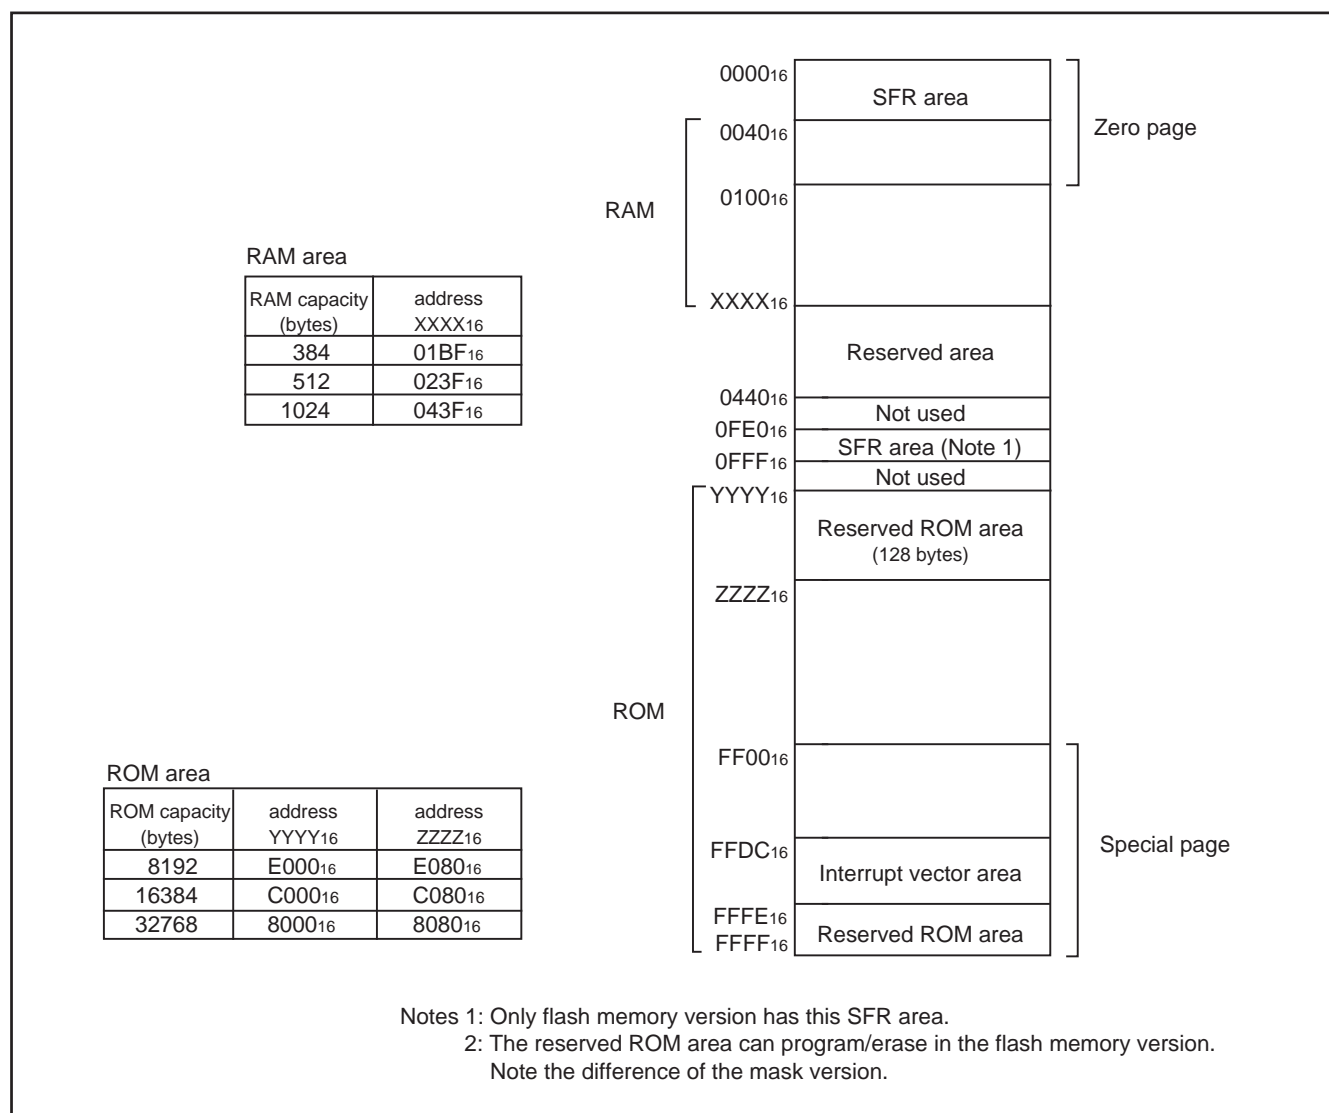 0000₁₆
SFR area
0040₁₆
Zero page
0100₁₆
RAM
XXXX₁₆
Reserved area
0440₁₆
Not used
0FE0₁₆
SFR area (Note 1)
0FFF₁₆
Not used
YYYY₁₆
Reserved ROM area
(128 bytes)
ZZZZ₁₆
ROM
FF00₁₆
FFDC₁₆
Interrupt vector area
Special page
FFFE₁₆
Reserved ROM area
FFFF₁₆
RAM area
RAM capacity (bytes) address XXXX₁₆
384 01BF₁₆
512 023F₁₆
1024 043F₁₆
ROM area
ROM capacity (bytes) address YYYY₁₆ address ZZZZ₁₆
8192 E000₁₆ E080₁₆
16384 C000₁₆ C080₁₆
32768 8000₁₆ 8080₁₆
Notes 1: Only flash memory version has this SFR area.
2: The reserved ROM area can program/erase in the flash memory version.
Note the difference of the mask version.